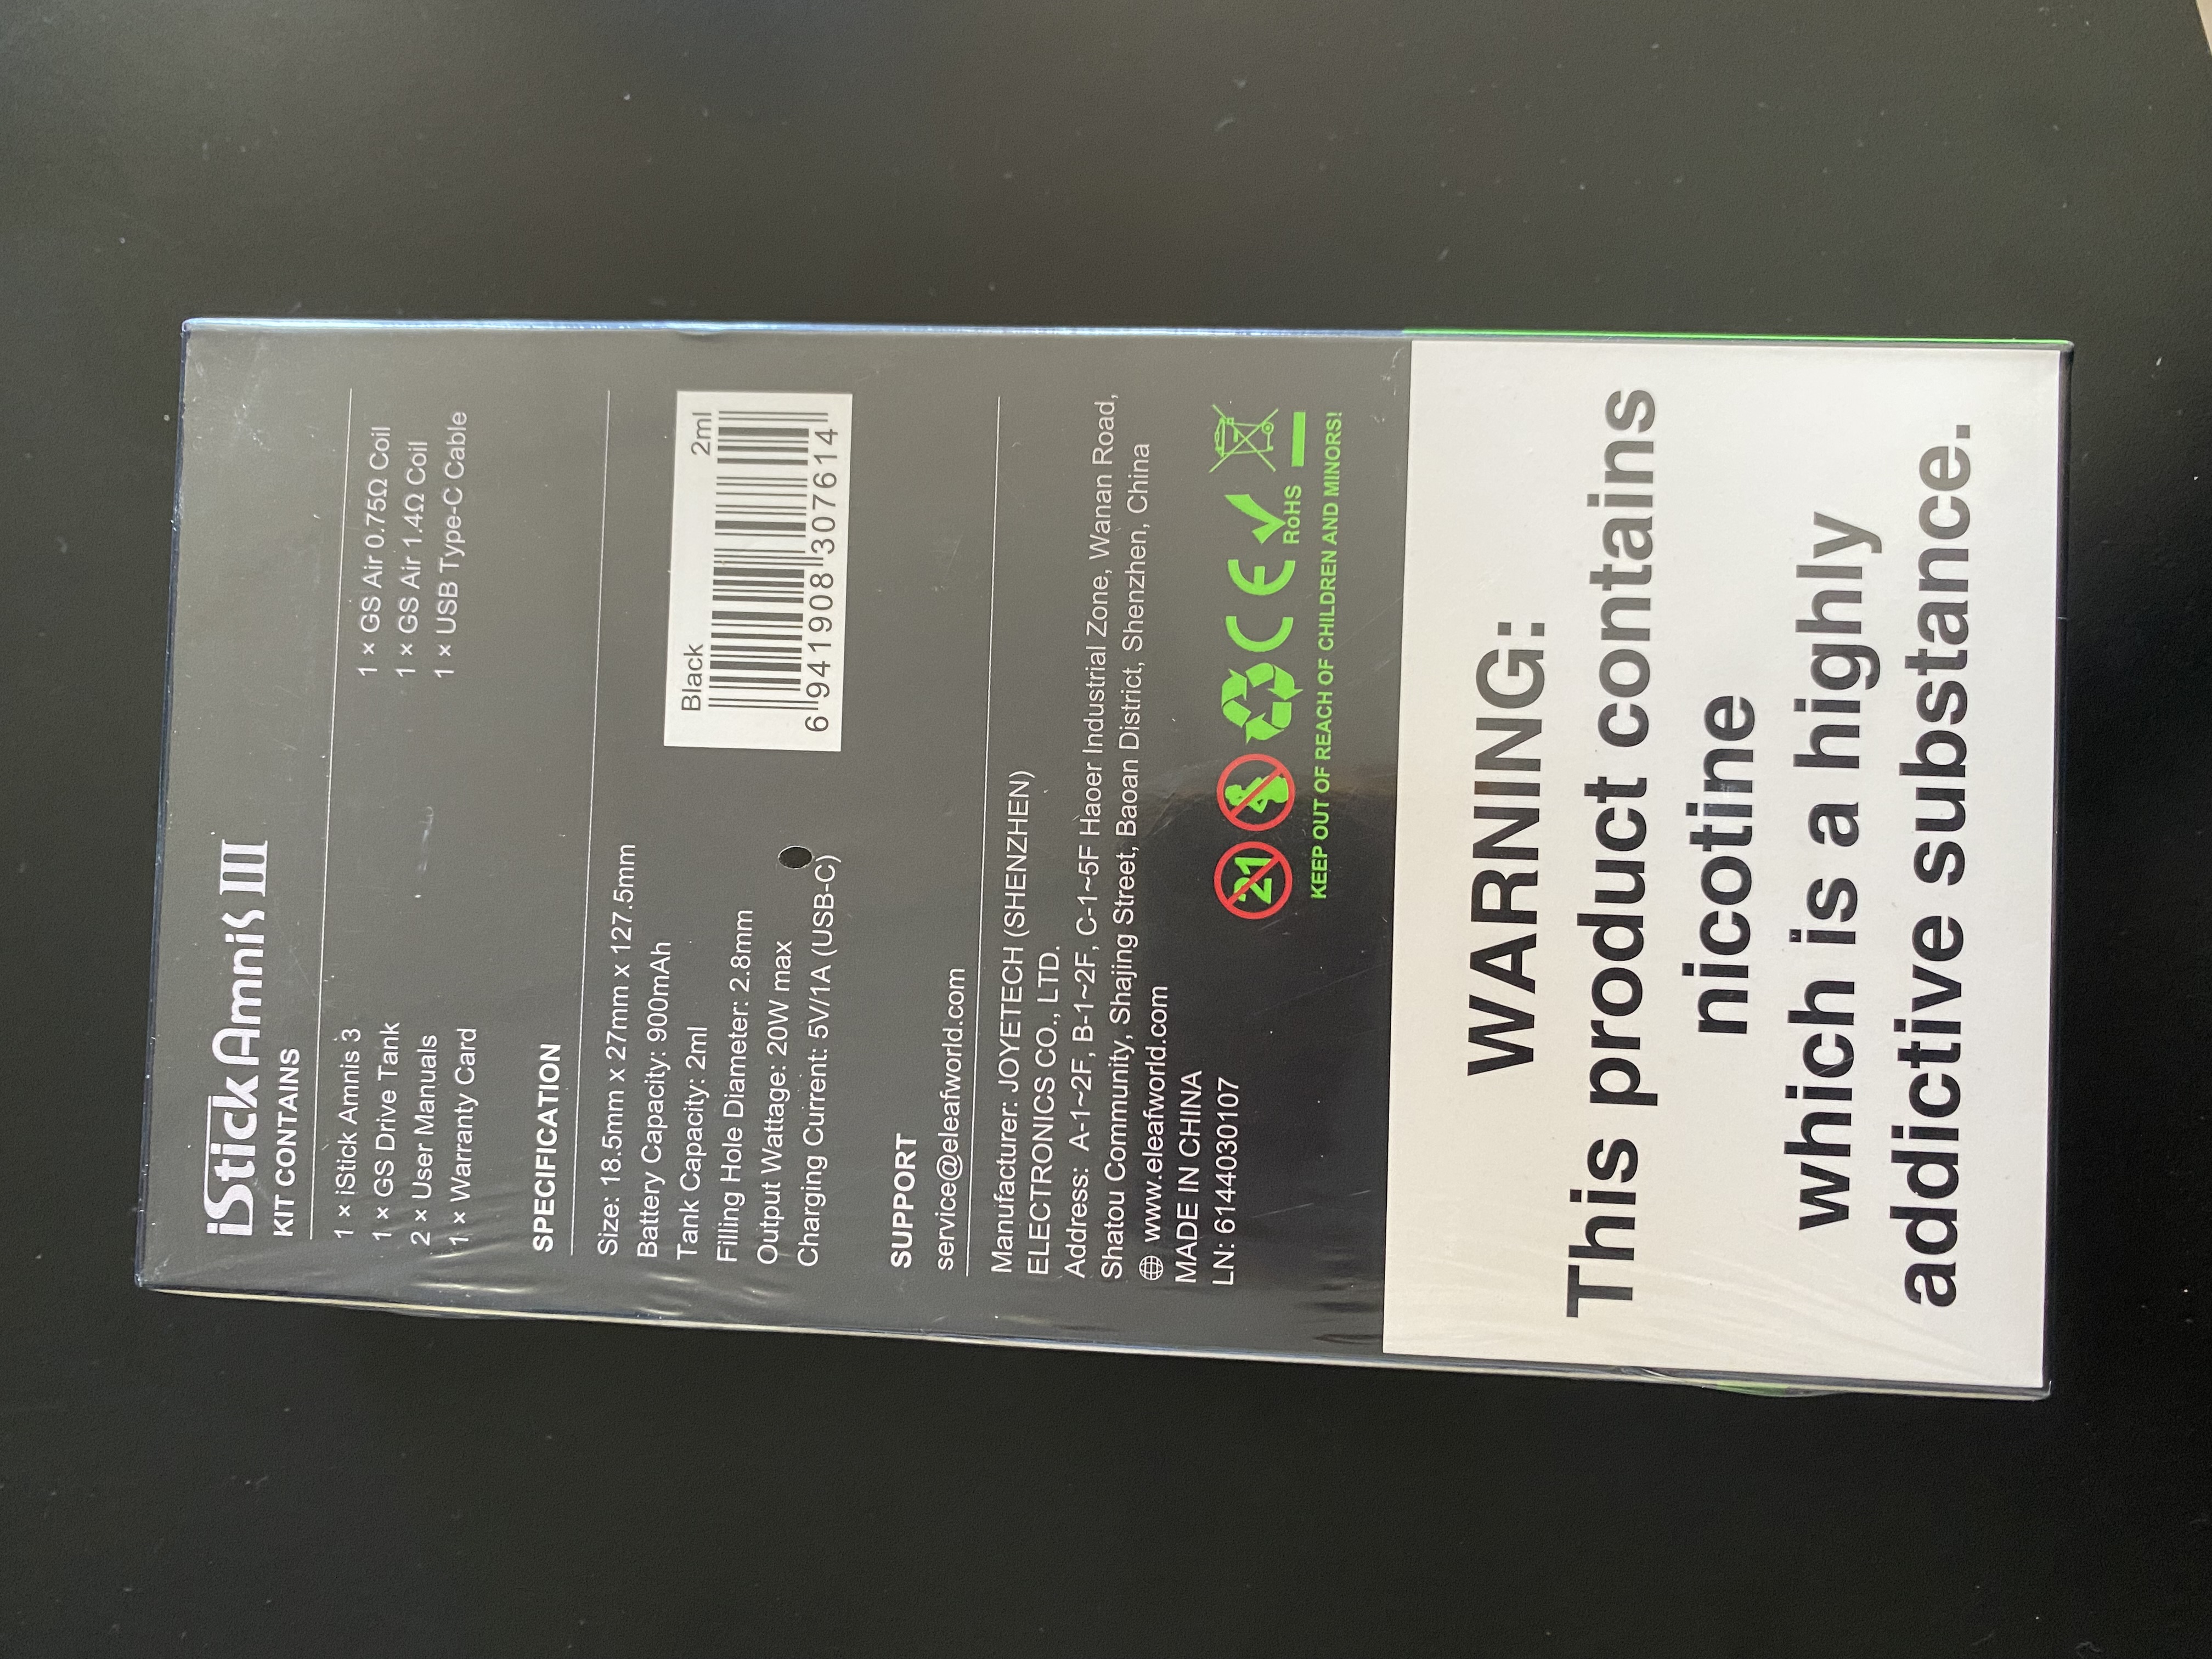 iStick Amnis III
KIT CONTAINS
1 × iStick Amnis 3
1 × GS Drive Tank
2 × User Manuals
1 × Warranty Card
1 × GS Air 0.75Ω Coil
1 × GS Air 1.4Ω Coil
1 × USB Type-C Cable
SPECIFICATION
Size: 18.5mm x 27mm x 127.5mm
Battery Capacity: 900mAh
Tank Capacity: 2ml
Filling Hole Diameter: 2.8mm
Output Wattage: 20W max
Charging Current: 5V/1A (USB-C)
Black 2ml
6 941908 307614
SUPPORT
service@eleafworld.com
Manufacturer: JOYETECH (SHENZHEN)
ELECTRONICS CO., LTD.
Address: A-1~2F, B-1~2F, C-1~5F Haoer Industrial Zone, Wanan Road,
Shatou Community, Shajing Street, Baoan District, Shenzhen, China
www.eleafworld.com
MADE IN CHINA
LN: 6144030107
21
CE
RoHS
KEEP OUT OF REACH OF CHILDREN AND MINORS!
WARNING:
This product contains
nicotine
which is a highly
addictive substance.